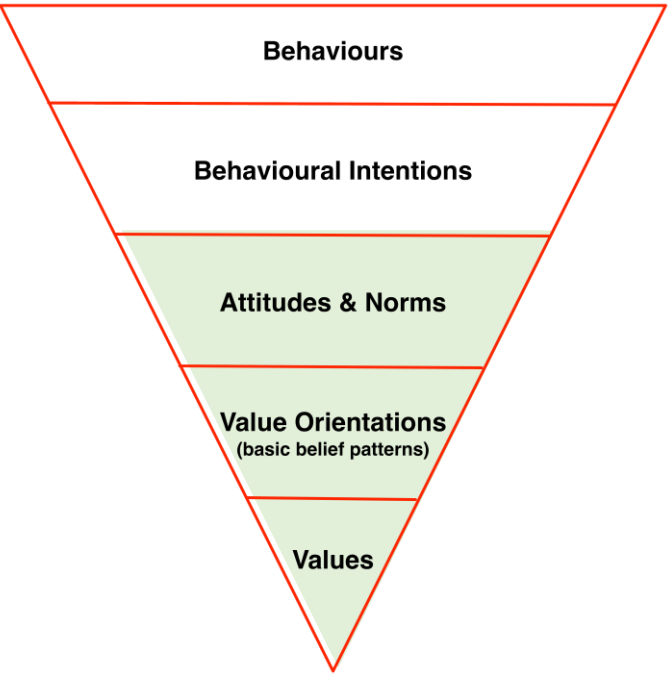 Behaviours
Behavioural Intentions
Attitudes & Norms
Value Orientations
(basic belief patterns)
Values